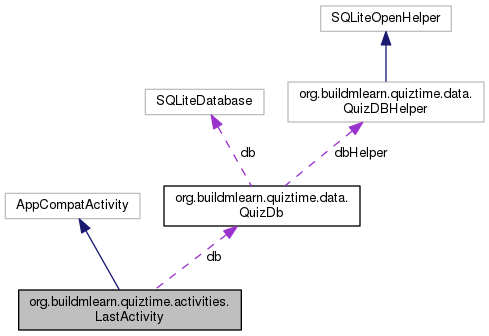 SQLiteOpenHelper
org.buildmlearn.quiztime.data.
QuizDBHelper
SQLiteDatabase
db
dbHelper
org.buildmlearn.quiztime.data.
QuizDb
AppCompatActivity
db
org.buildmlearn.quiztime.activities.
LastActivity